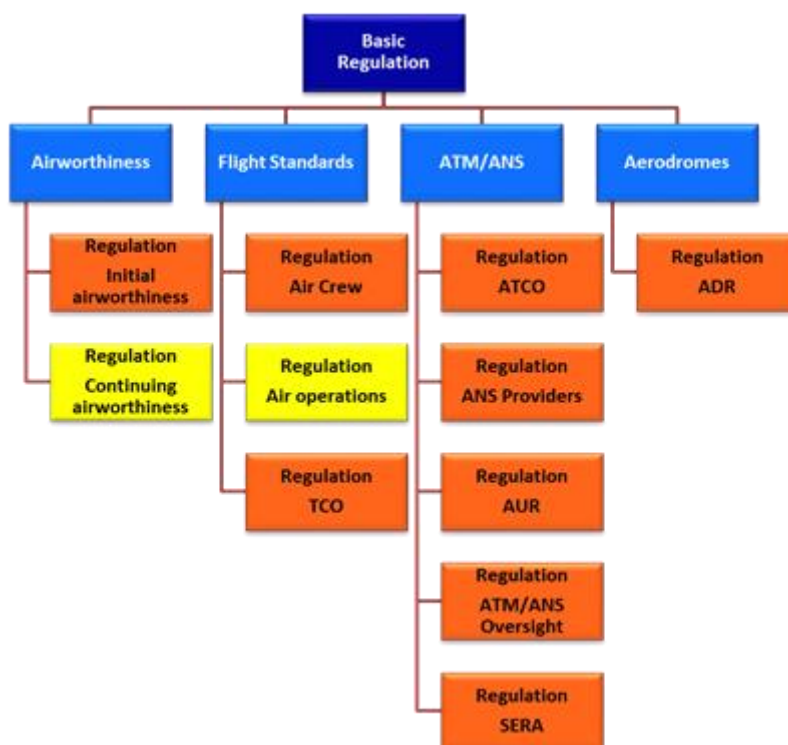 Basic
Regulation
Airworthiness
Flight Standards
ATM/ANS
Aerodromes
Regulation
Initial
airworthiness
Regulation
Air Crew
Regulation
ATCO
Regulation
ADR
Regulation
Continuing
airworthiness
Regulation
Air operations
Regulation
ANS Providers
Regulation
TCO
Regulation
AUR
Regulation
ATM/ANS
Oversight
Regulation
SERA